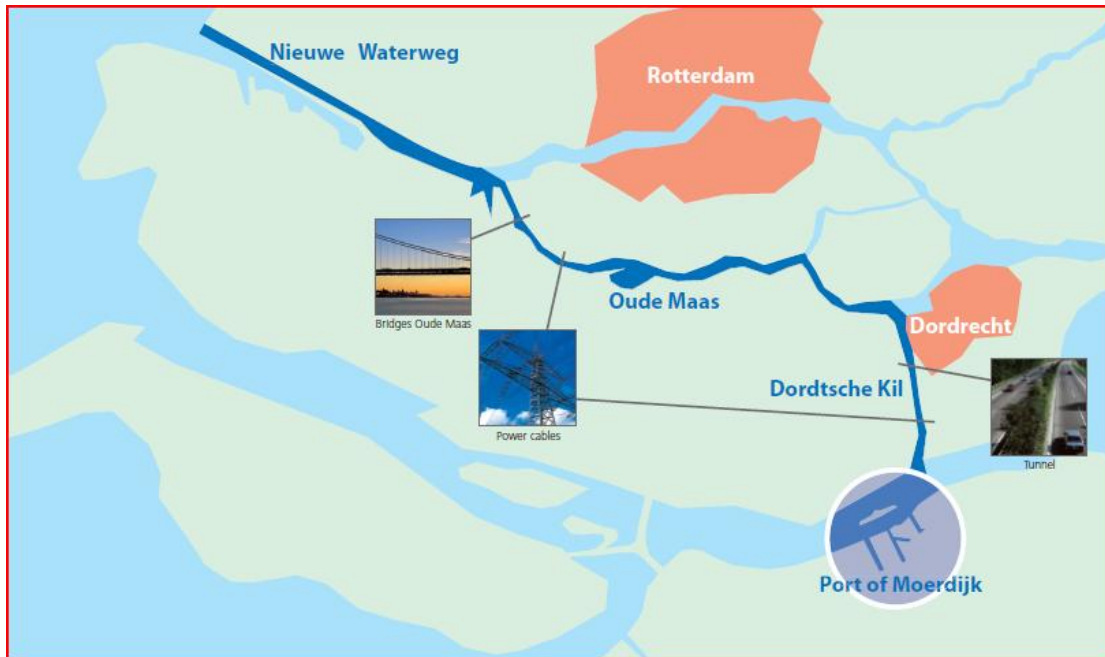 Nieuwe Waterweg
Rotterdam
Bridges Oude Maas
Oude Maas
Dordrecht
Power cables
Dordtsche Kil
Tunnel
Port of Moerdijk